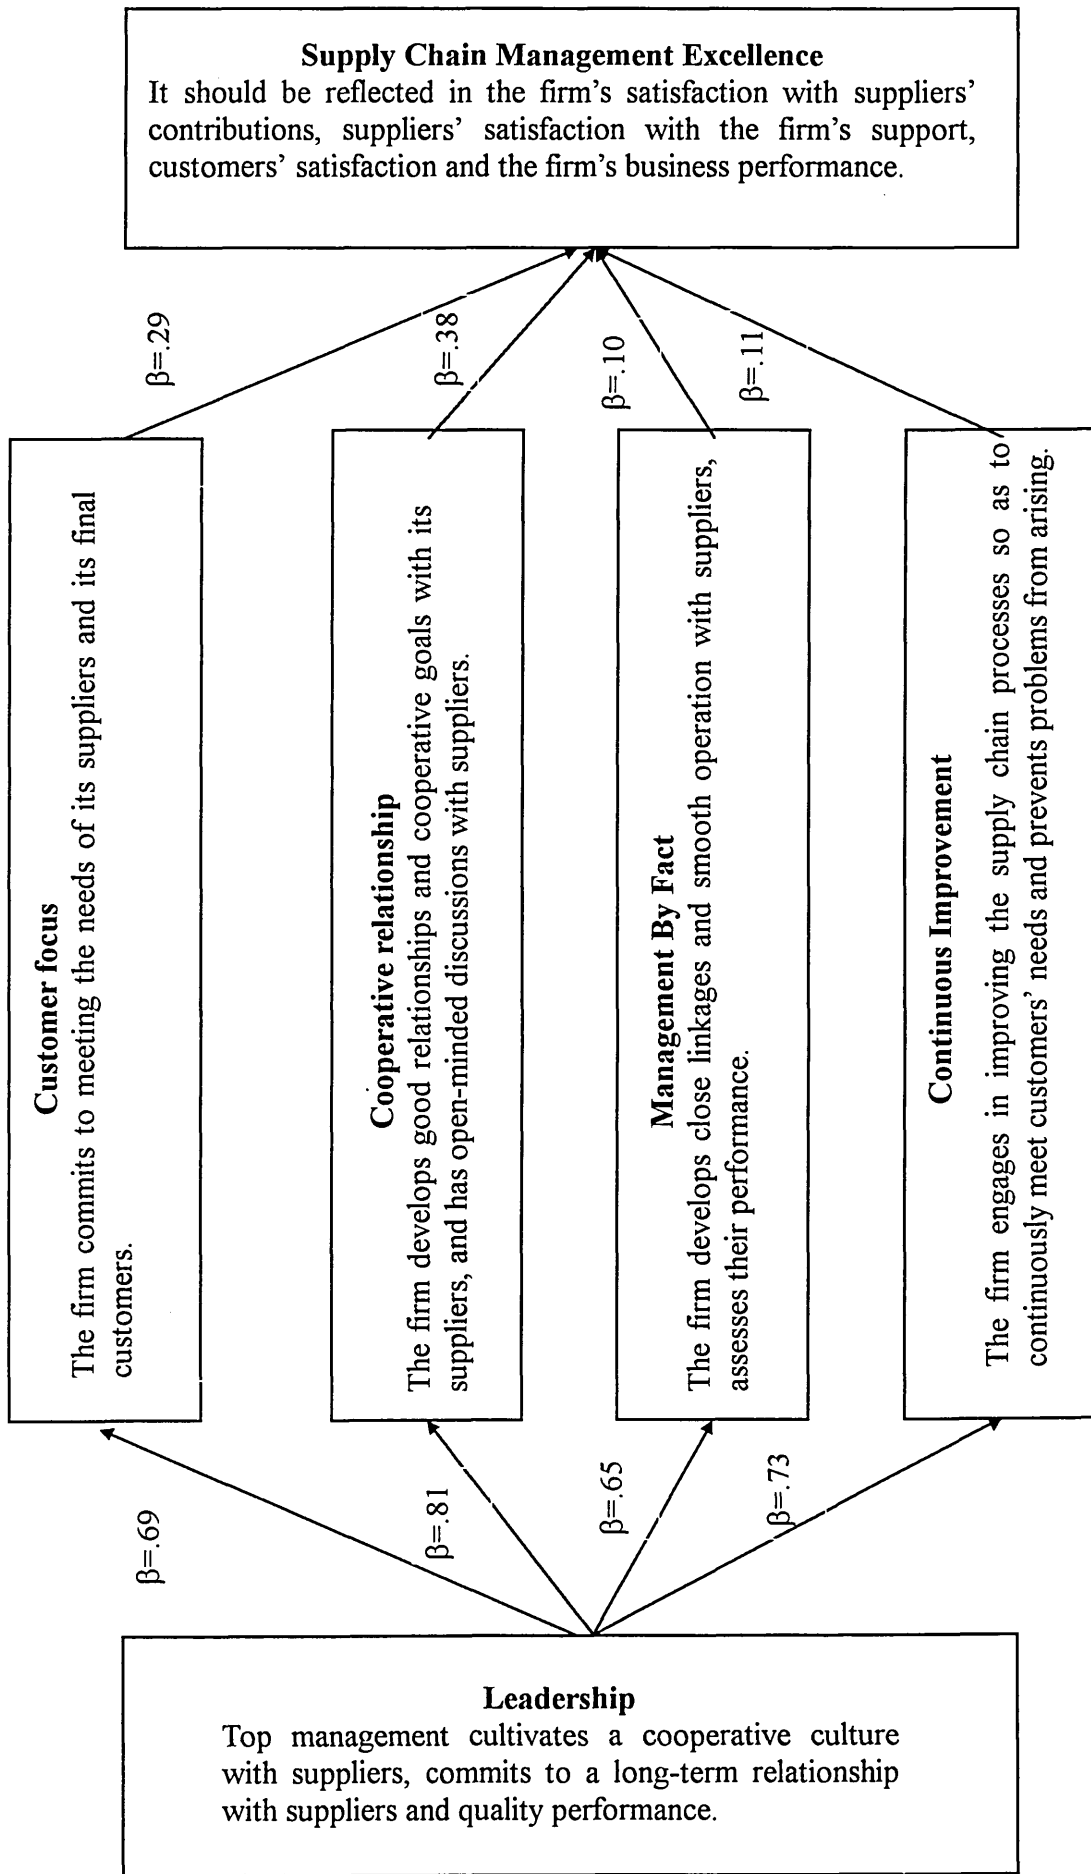 Supply Chain Management Excellence
It should be reflected in the firm's satisfaction with suppliers'
contributions, suppliers' satisfaction with the firm's support,
customers' satisfaction and the firm's business performance.
β=.29
β=.38
β=.10
β=.11
Customer focus
The firm commits to meeting the needs of its suppliers and its final
customers.
Cooperative relationship
The firm develops good relationships and cooperative goals with its
suppliers, and has open-minded discussions with suppliers.
Management By Fact
The firm develops close linkages and smooth operation with suppliers,
assesses their performance.
Continuous Improvement
The firm engages in improving the supply chain processes so as to
continuously meet customers' needs and prevents problems from arising.
β=.69
β=.81
β=.65
β=.73
Leadership
Top management cultivates a cooperative culture
with suppliers, commits to a long-term relationship
with suppliers and quality performance.